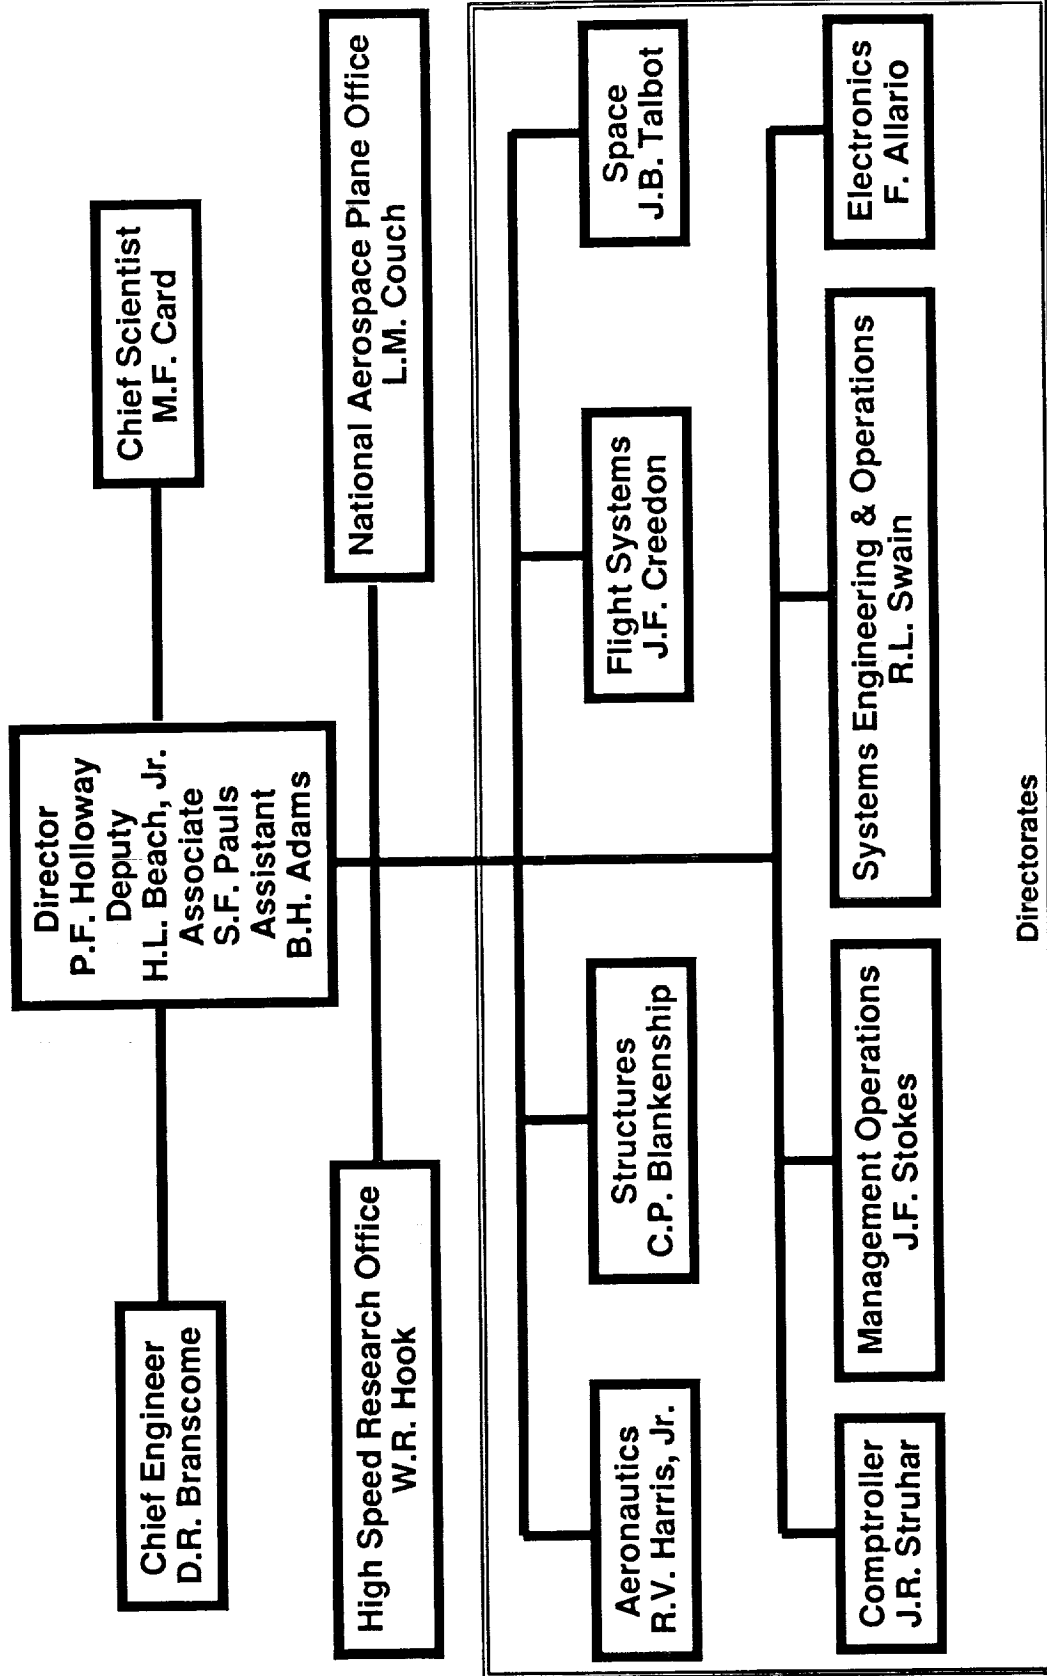 Director
P.F. Holloway
Deputy
H.L. Beach, Jr.
Associate
S.F. Pauls
Assistant
B.H. Adams
Chief Engineer
D.R. Branscome
Chief Scientist
M.F. Card
High Speed Research Office
W.R. Hook
National Aerospace Plane Office
L.M. Couch
Aeronautics
R.V. Harris, Jr.
Structures
C.P. Blankenship
Flight Systems
J.F. Creedon
Space
J.B. Talbot
Comptroller
J.R. Struhar
Management Operations
J.F. Stokes
Systems Engineering & Operations
R.L. Swain
Electronics
F. Allario
Directorates